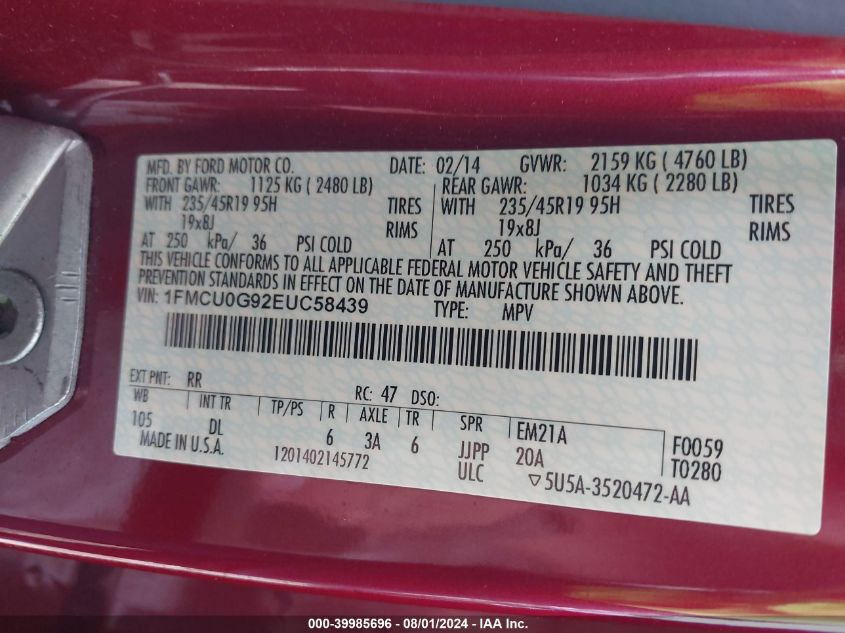 MFD. BY FORD MOTOR CO. DATE: 02/14 GVWR: 2159 KG ( 4760 LB)
FRONT GAWR: 1125 KG ( 2480 LB) REAR GAWR: 1034 KG ( 2280 LB)
WITH 235/45R19 95H TIRES WITH 235/45R19 95H TIRES
19x8J RIMS 19x8J RIMS
AT 250 kPa/ 36 PSI COLD AT 250 kPa/ 36 PSI COLD
THIS VEHICLE CONFORMS TO ALL APPLICABLE FEDERAL MOTOR VEHICLE SAFETY AND THEFT
PREVENTION STANDARDS IN EFFECT ON THE DATE OF MANUFACTURE SHOWN ABOVE.
VIN: 1FMCU0G92EUC58439 TYPE: MPV
EXT PNT: RR RC: 47 DSO:
WB INT TR TP/PS R AXLE TR SPR EM21A F0059
105 DL 6 3A 6 JJPP 20A T0280
MADE IN U.S.A. 1201402145772 ULC ▽5U5A-3520472-AA
000-39985696 - 08/01/2024 - IAA Inc.